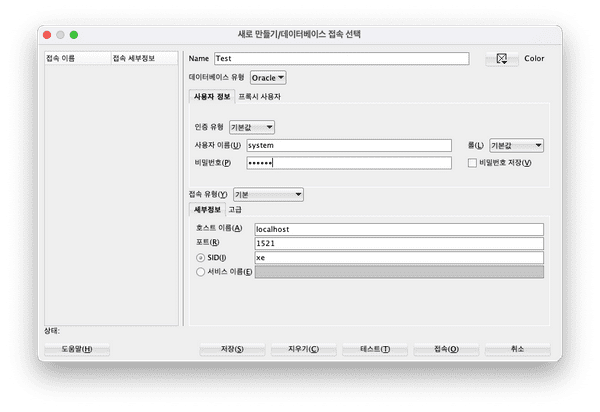 새로 만들기/데이터베이스 접속 선택
접속 이름 접속 세부정보
Name Test Color
데이터베이스 유형 Oracle
사용자 정보 프록시 사용자
인증 유형 기본값
사용자 이름(U) system 롤(L) 기본값
비밀번호(P) •••••• 비밀번호 저장(V)
접속 유형(Y) 기본
세부정보 고급
호스트 이름(A) localhost
포트(R) 1521
SID(I) xe
서비스 이름(E)
상태:
도움말(H) 저장(S) 지우기(C) 테스트(T) 접속(O) 취소